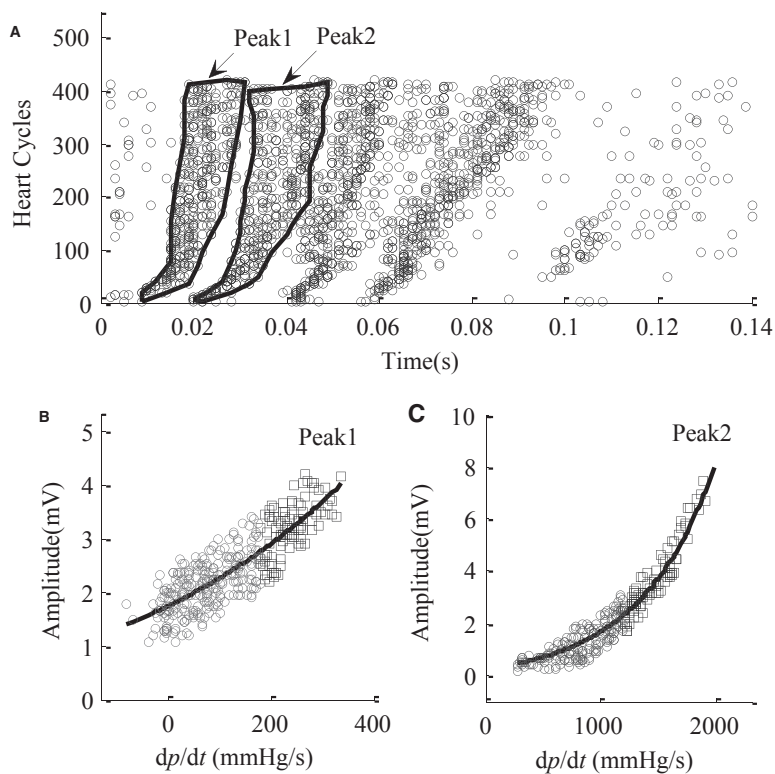 A
Peak1
Peak2
500
400
300
200
100
0
Heart Cycles
0 0.02 0.04 0.06 0.08 0.1 0.12 0.14
Time(s)
B
Peak1
5
4
3
2
1
0
Amplitude(mV)
0 200 400
dp/dt (mmHg/s)
C
Peak2
10
8
6
4
2
0
Amplitude(mV)
0 1000 2000
dp/dt (mmHg/s)